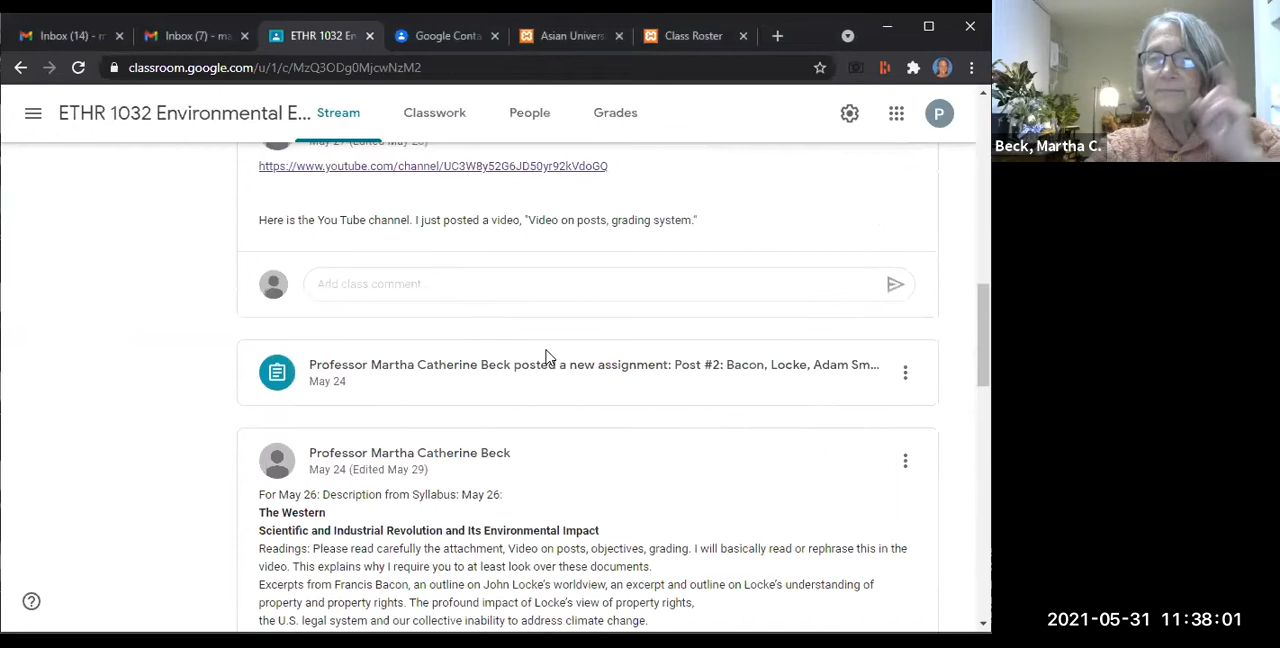 Inbox (14) - m
Inbox (7) - ma
ETHR 1032 En
Google Conta
Asian Univers
Class Roster
classroom.google.com/u/1/c/MzQ3ODg0MjcwNzM2
ETHR 1032 Environmental E...
Stream
Classwork
People
Grades
P
Beck, Martha C.
https://www.youtube.com/channel/UC3W8y52G6JD50yr92kVdoGQ
Here is the You Tube channel. I just posted a video, "Video on posts, grading system."
Add class comment...
Professor Martha Catherine Beck posted a new assignment: Post #2: Bacon, Locke, Adam Sm...
May 24
Professor Martha Catherine Beck
May 24 (Edited May 29)
For May 26: Description from Syllabus: May 26:
The Western
Scientific and Industrial Revolution and Its Environmental Impact
Readings: Please read carefully the attachment, Video on posts, objectives, grading. I will basically read or rephrase this in the
video. This explains why I require you to at least look over these documents.
Excerpts from Francis Bacon, an outline on John Locke's worldview, an excerpt and outline on Locke's understanding of
property and property rights. The profound impact of Locke's view of property rights,
the U.S. legal system and our collective inability to address climate change.
2021-05-31 11:38:01